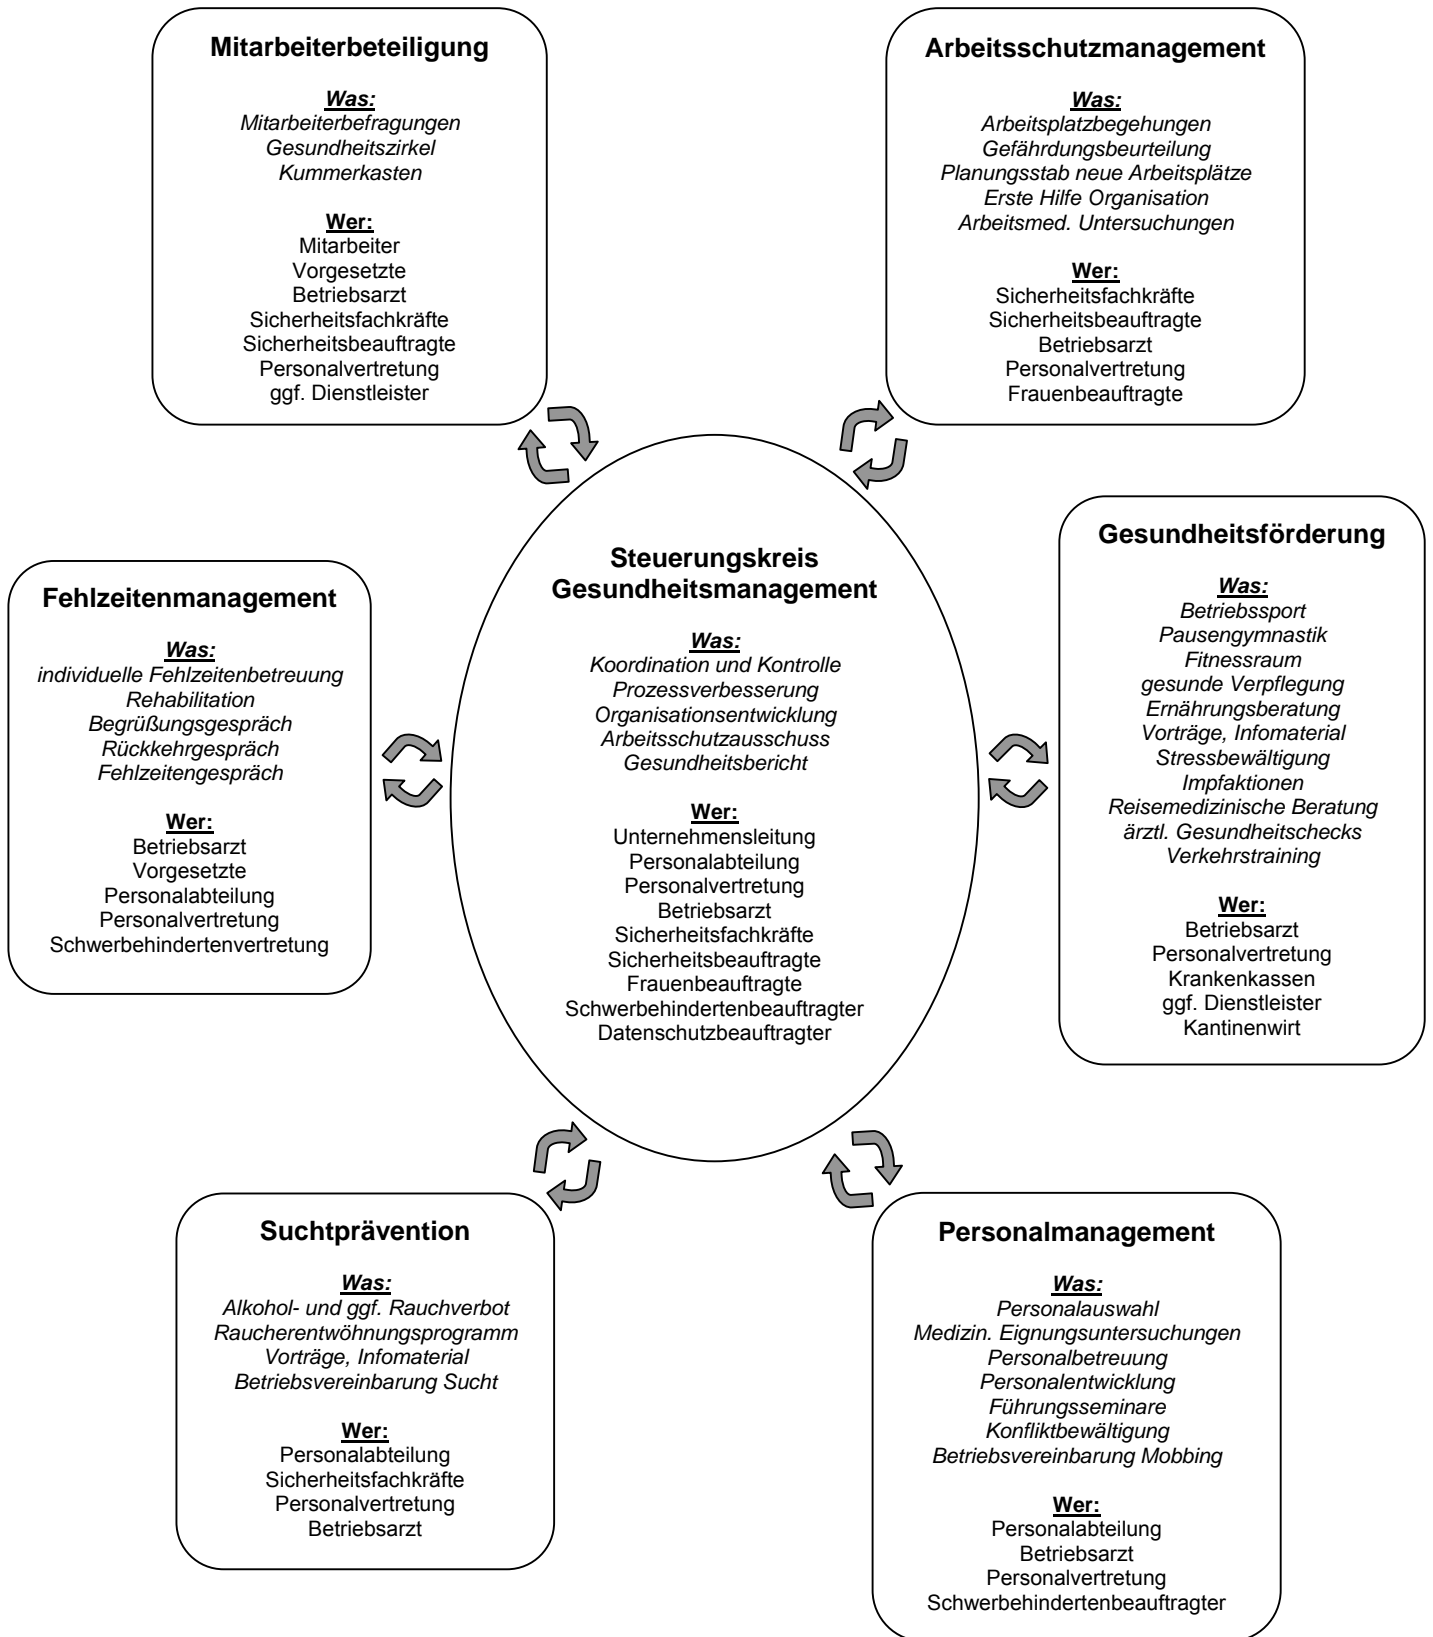 Mitarbeiterbeteiligung
Was:
Mitarbeiterbefragungen
Gesundheitszirkel
Kummerkasten
Wer:
Mitarbeiter
Vorgesetzte
Betriebsarzt
Sicherheitsfachkräfte
Sicherheitsbeauftragte
Personalvertretung
ggf. Dienstleister
Arbeitsschutzmanagement
Was:
Arbeitsplatzbegehungen
Gefährdungsbeurteilung
Planungsstab neue Arbeitsplätze
Erste Hilfe Organisation
Arbeitsmed. Untersuchungen
Wer:
Sicherheitsfachkräfte
Sicherheitsbeauftragte
Betriebsarzt
Personalvertretung
Frauenbeauftragte
Fehlzeitenmanagement
Was:
individuelle Fehlzeitenbetreuung
Rehabilitation
Begrüßungsgespräch
Rückkehrgespräch
Fehlzeitengespräch
Wer:
Betriebsarzt
Vorgesetzte
Personalabteilung
Personalvertretung
Schwerbehindertenvertretung
Steuerungskreis
Gesundheitsmanagement
Was:
Koordination und Kontrolle
Prozessverbesserung
Organisationsentwicklung
Arbeitsschutzausschuss
Gesundheitsbericht
Wer:
Unternehmensleitung
Personalabteilung
Personalvertretung
Betriebsarzt
Sicherheitsfachkräfte
Sicherheitsbeauftragte
Frauenbeauftragte
Schwerbehindertenbeauftragter
Datenschutzbeauftragter
Gesundheitsförderung
Was:
Betriebssport
Pausengymnastik
Fitnessraum
gesunde Verpflegung
Ernährungsberatung
Vorträge, Infomaterial
Stressbewältigung
Impfaktionen
Reisemedizinische Beratung
ärztl. Gesundheitschecks
Verkehrstraining
Wer:
Betriebsarzt
Personalvertretung
Krankenkassen
ggf. Dienstleister
Kantinenwirt
Suchtprävention
Was:
Alkohol- und ggf. Rauchverbot
Raucherentwöhnungsprogramm
Vorträge, Infomaterial
Betriebsvereinbarung Sucht
Wer:
Personalabteilung
Sicherheitsfachkräfte
Personalvertretung
Betriebsarzt
Personalmanagement
Was:
Personalauswahl
Medizin. Eignungsuntersuchungen
Personalbetreuung
Personalentwicklung
Führungsseminare
Konfliktbewältigung
Betriebsvereinbarung Mobbing
Wer:
Personalabteilung
Betriebsarzt
Personalvertretung
Schwerbehindertenbeauftragter